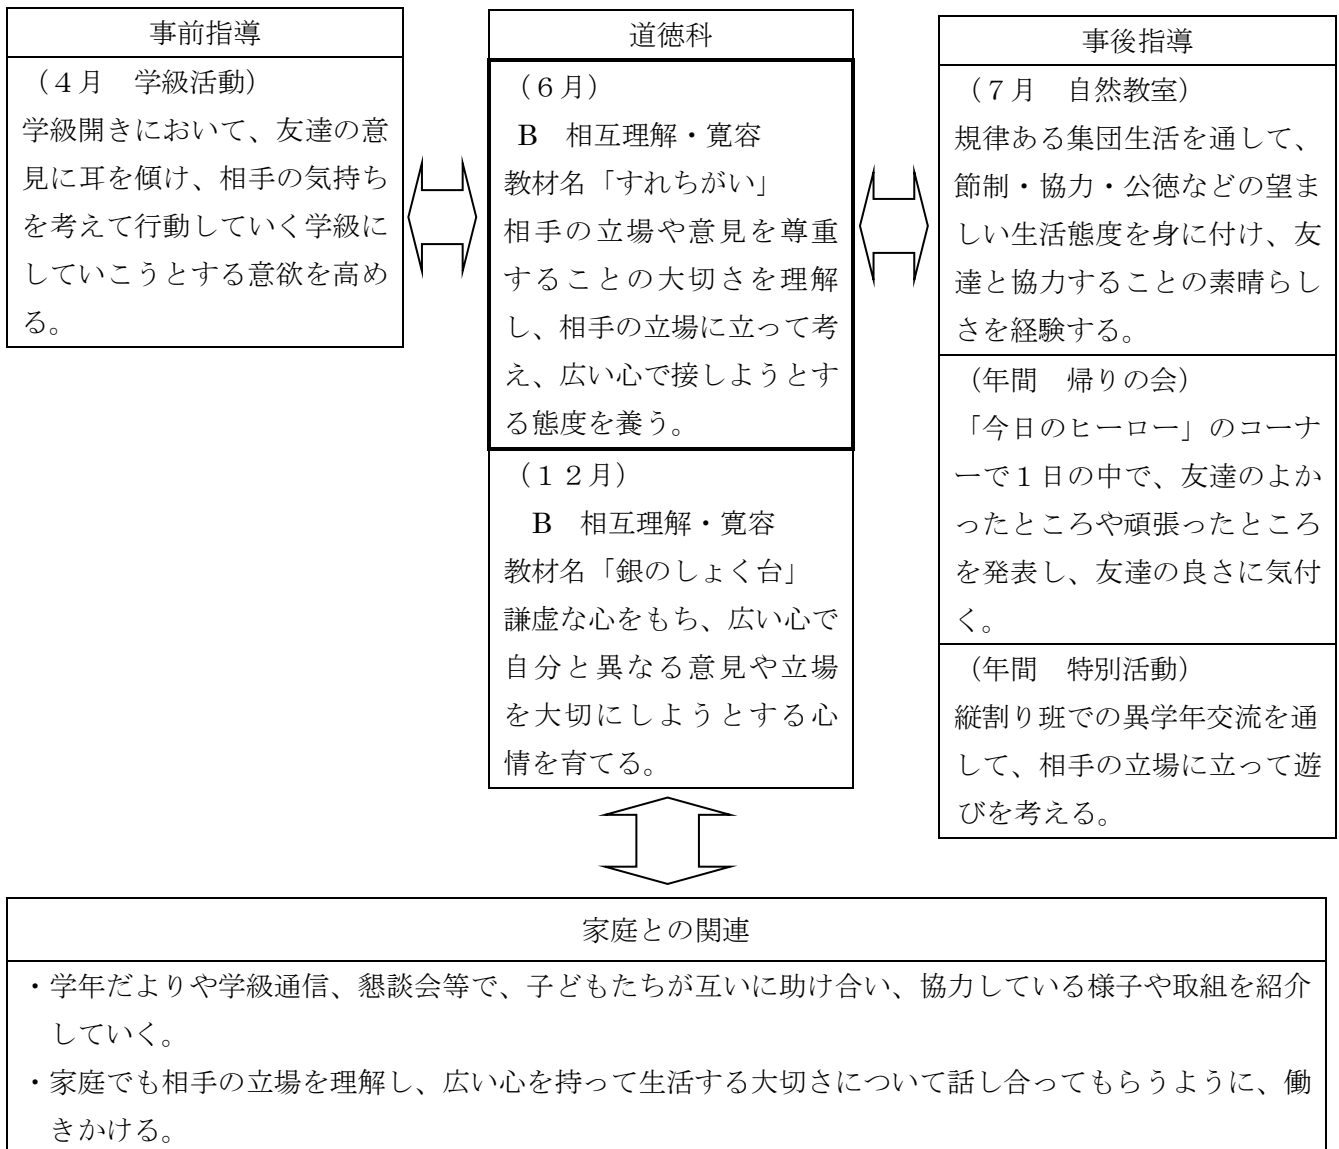 事前指導
(4月　学級活動)
学級開きにおいて、友達の意
見に耳を傾け、相手の気持ち
を考えて行動していく学級に
していこうとする意欲を高め
る。
道徳科
(6月)
B　相互理解・寛容
教材名「すれちがい」
相手の立場や意見を尊重
することの大切さを理解
し、相手の立場に立って考
え、広い心で接しようとす
る態度を養う。
(12月)
B　相互理解・寛容
教材名「銀のしょく台」
謙虚な心をもち、広い心で
自分と異なる意見や立場
を大切にしようとする心
情を育てる。
事後指導
(7月　自然教室)
規律ある集団生活を通して、
節制・協力・公徳などの望ま
しい生活態度を身に付け、友
達と協力することの素晴らし
さを経験する。
(年間　帰りの会)
「今日のヒーロー」のコーナ
ーで1日の中で、友達のよか
ったところや頑張ったところ
を発表し、友達の良さに気付
く。
(年間　特別活動)
縦割り班での異学年交流を通
して、相手の立場に立って遊
びを考える。
家庭との関連
・学年だよりや学級通信、懇談会等で、子どもたちが互いに助け合い、協力している様子や取組を紹介
していく。
・家庭でも相手の立場を理解し、広い心を持って生活する大切さについて話し合ってもらうように、働
きかける。